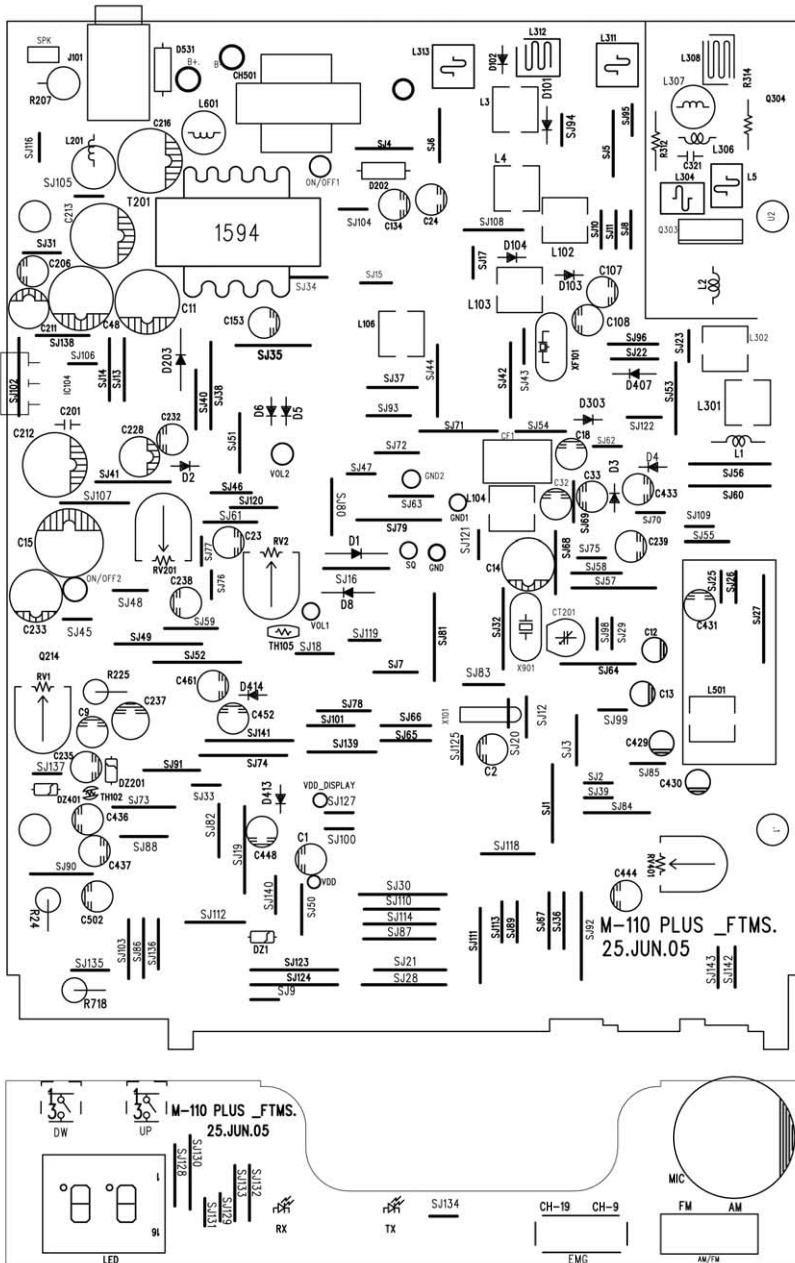 SPK
J101
R207
D531
B+
CH501
L313
D102
L312
D101
L311
L308
L307
R314
Q304
R312
L306
C321
L304
L5
Q303
U2
L2
L601
C216
L201
SJ116
SJ105
T201
1594
C213
ON/OFF1
SJ4
D202
SJ6
L3
SJ94
SJ95
SJ5
L4
SJ104
C134
C24
SJ108
SJ10
SJ11
SJ8
L102
SJ31
C206
SJ17
D104
D103
C107
C108
L103
SJ34
SJ15
C211
SJ138
C48
C11
C153
L106
SJ35
SJ44
SJ42
SJ43
XF101
SJ96
SJ22
D407
SJ23
L302
SJ102
IC104
SJ106
SJ14
SJ13
D203
SJ40
SJ38
SJ37
SJ93
D303
SJ53
L301
SJ122
C201
C212
C228
C232
SJ51
D6
D5
SJ71
SJ54
C18
SJ62
L1
CF1
SJ72
VOL2
D2
SJ41
SJ47
GND2
D3
D4
SJ56
SJ60
SJ107
SJ46
SJ120
SJ80
SJ63
GND1
L104
C32
C33
C433
SJ69
SJ70
SJ109
SJ55
SJ61
SJ79
SJ121
C15
RV201
SJ77
C23
RV2
D1
SQ
GND
C14
SJ68
SJ75
C239
SJ58
SJ57
ON/OFF2
SJ48
C238
SJ76
SJ16
D8
C233
SJ45
SJ59
VOL1
SJ81
SJ32
CT201
SJ98
SJ29
C431
SJ25
SJ26
SJ27
SJ49
TH105
SJ18
SJ119
X901
C12
SJ64
Q214
RV1
SJ52
SJ7
R225
C461
D414
SJ83
C13
L501
C9
C237
C452
SJ78
SJ101
SJ66
SJ65
X101
SJ12
SJ99
SJ141
SJ139
SJ125
C2
SJ20
SJ3
C429
C235
DZ201
SJ91
SJ74
SJ137
SJ85
C430
DZ401
TH102
SJ33
D413
VDD_DISPLAY
SJ2
SJ39
SJ73
SJ127
SJ1
SJ84
C436
SJ82
SJ19
C448
SJ100
SJ88
C437
C1
SJ118
RV401
SJ90
VDD
C444
R24
C502
SJ140
SJ50
SJ30
SJ110
SJ112
SJ114
SJ87
SJ111
SJ113
SJ89
SJ67
SJ36
SJ92
M-110 PLUS _FTMS.
25.JUN.05
SJ103
SJ86
SJ136
DZ1
SJ135
SJ123
SJ124
SJ21
SJ28
SJ143
SJ142
R718
SJ9
1
3
DW
1
3
UP
M-110 PLUS _FTMS.
25.JUN.05
SJ128
SJ130
SJ131
SJ129
SJ133
SJ132
1
16
LED
RX
TX
SJ134
CH-19
CH-9
EMG
MIC
FM
AM
AM/FM